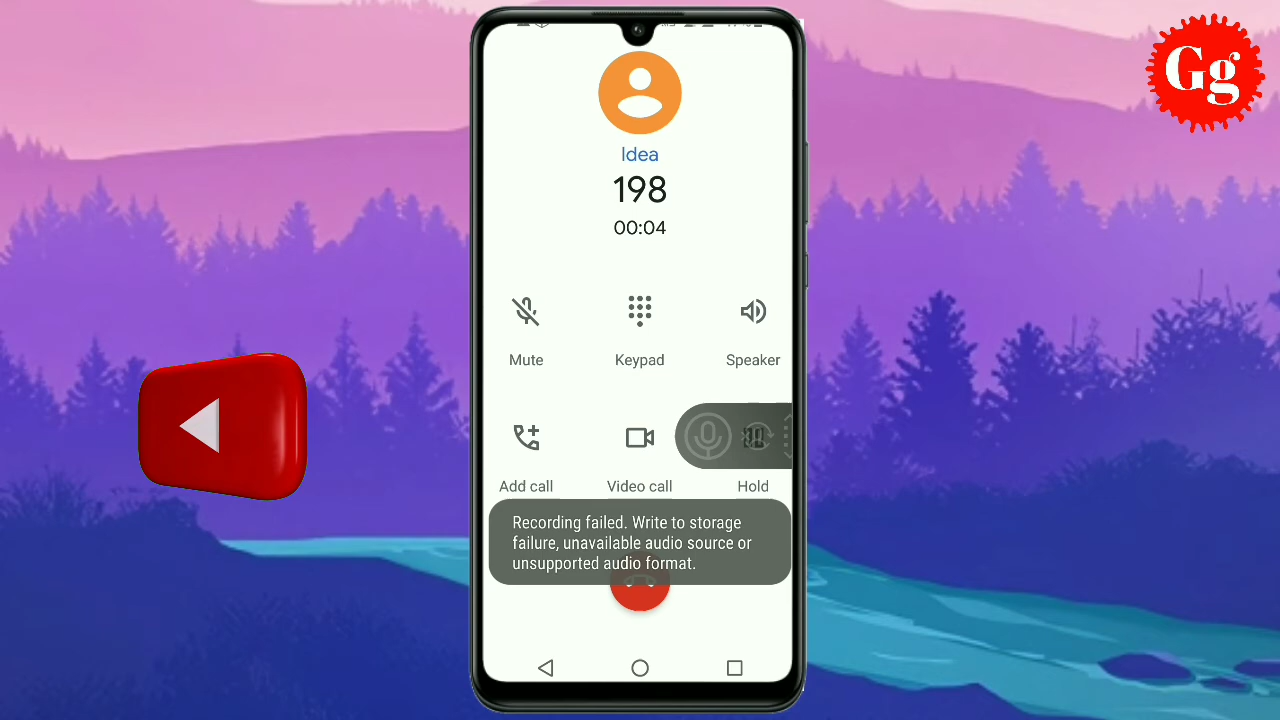 Gg
Idea
198
00:04
Mute
Keypad
Speaker
Add call
Video call
Hold
Recording failed. Write to storage
failure, unavailable audio source or
unsupported audio format.